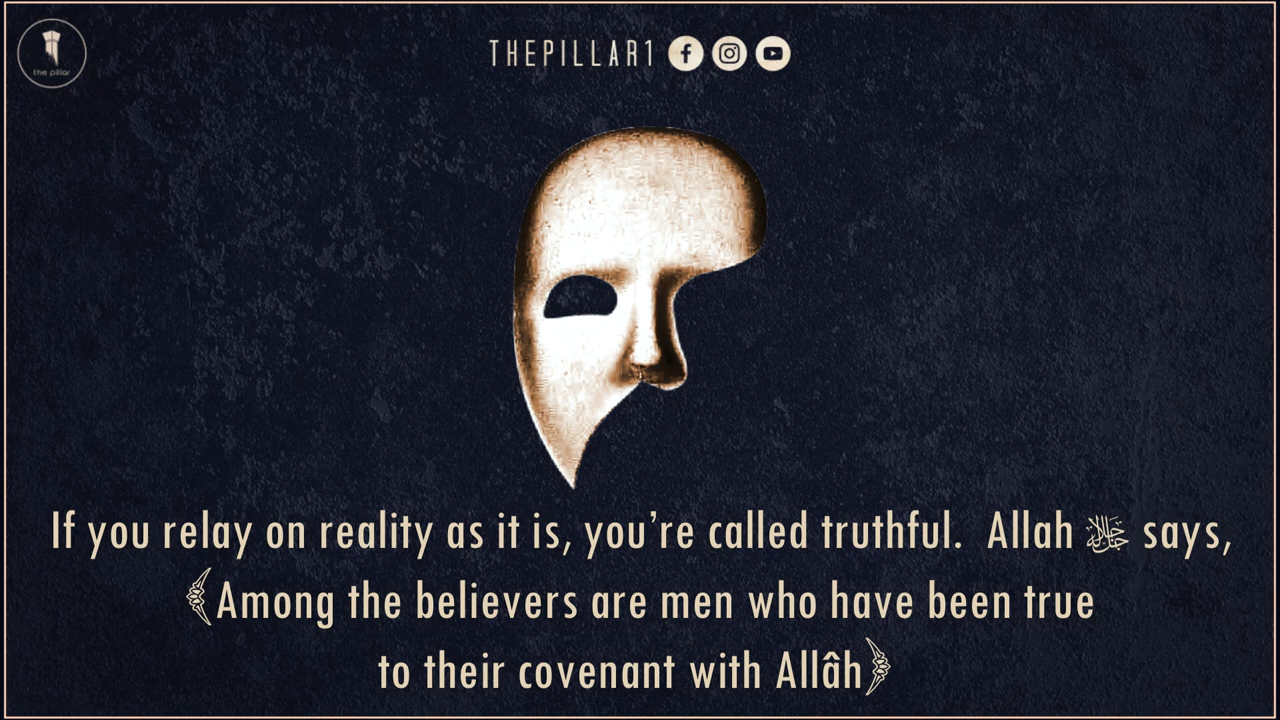 the pillar
THEPILLAR1
If you relay on reality as it is, you’re called truthful. Allah ﷻ says,
﴾Among the believers are men who have been true
to their covenant with Allâh﴿